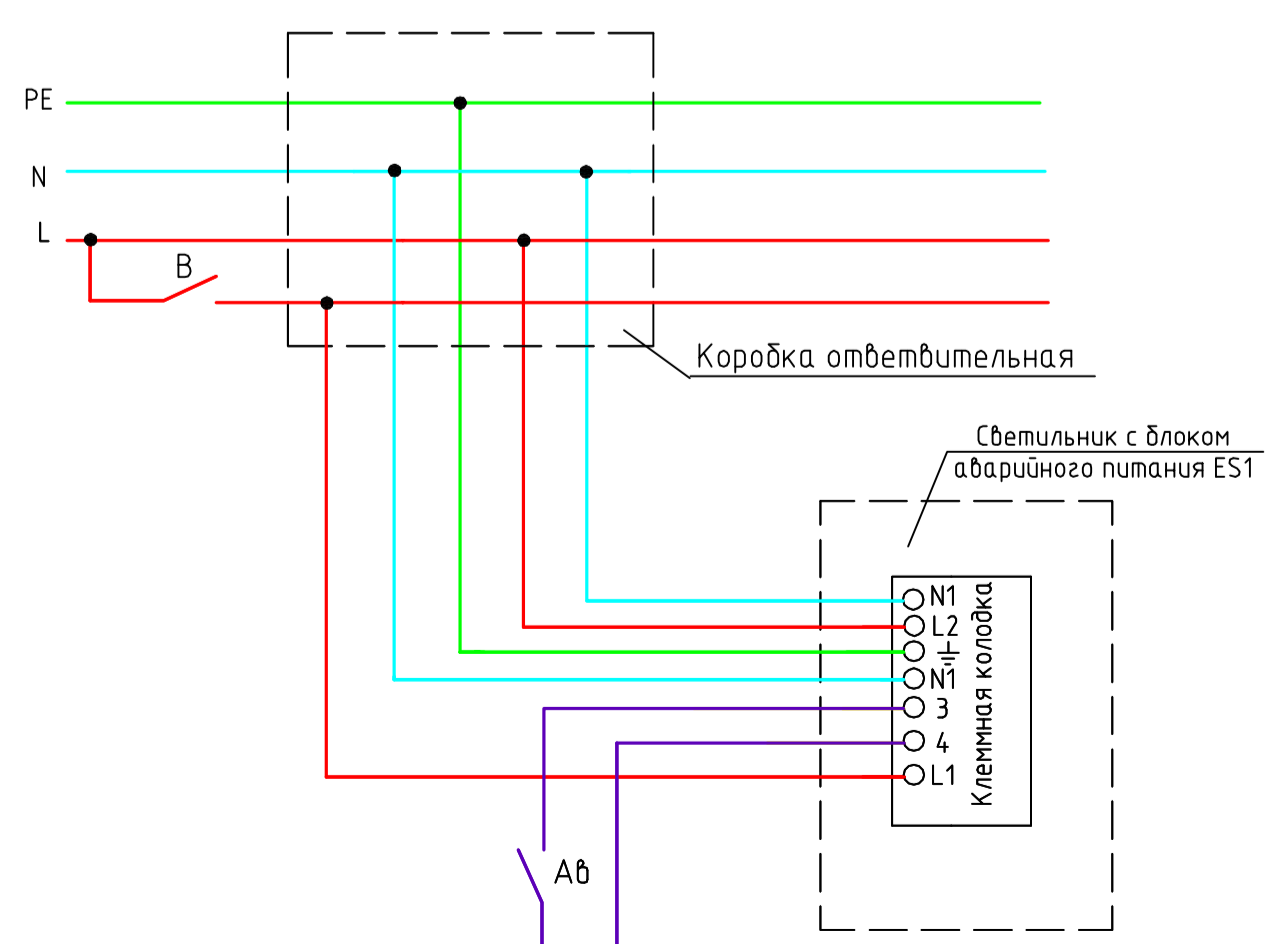 PE
N
L
В
Коробка ответвительная
Светильник с блоком
аварийного питания ES1
N1
L2
N1
3
4
L1
Клеммная колодка
Ав